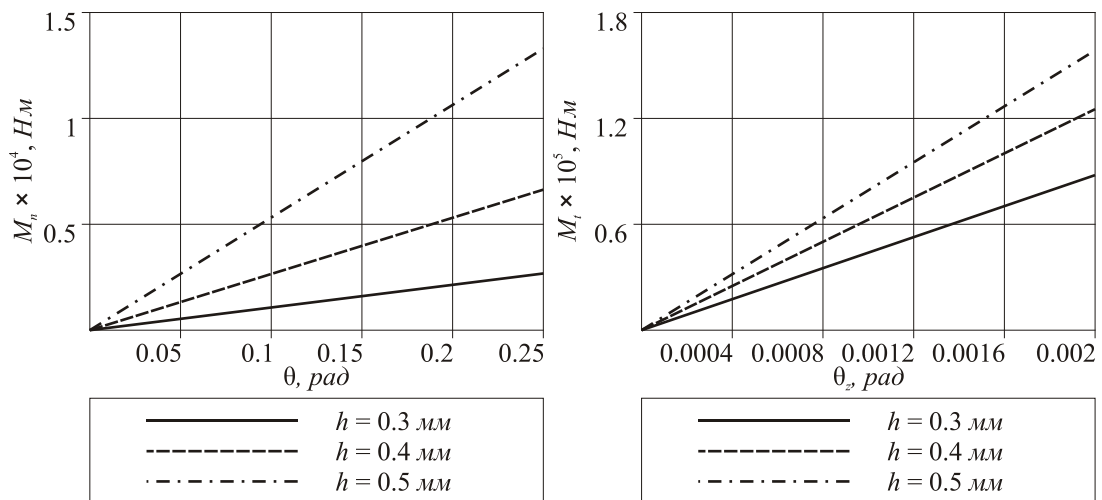 1.5
1
0.5
M_n × 10^4, Н м
0.05 0.1 0.15 0.2 0.25
θ, рад
h = 0.3 мм
h = 0.4 мм
h = 0.5 мм
1.8
1.2
0.6
M_t × 10^5, Н м
0.0004 0.0008 0.0012 0.0016 0.002
θ_z, рад
h = 0.3 мм
h = 0.4 мм
h = 0.5 мм